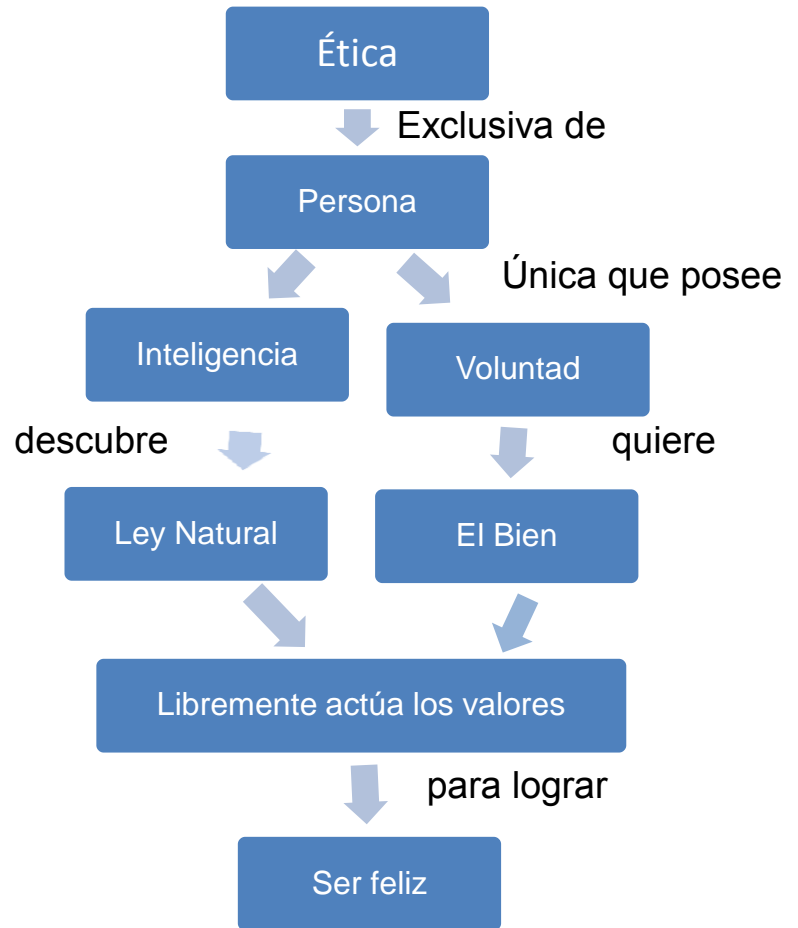 Ética
Exclusiva de
Persona
Única que posee
Inteligencia
Voluntad
descubre
quiere
Ley Natural
El Bien
Libremente actúa los valores
para lograr
Ser feliz